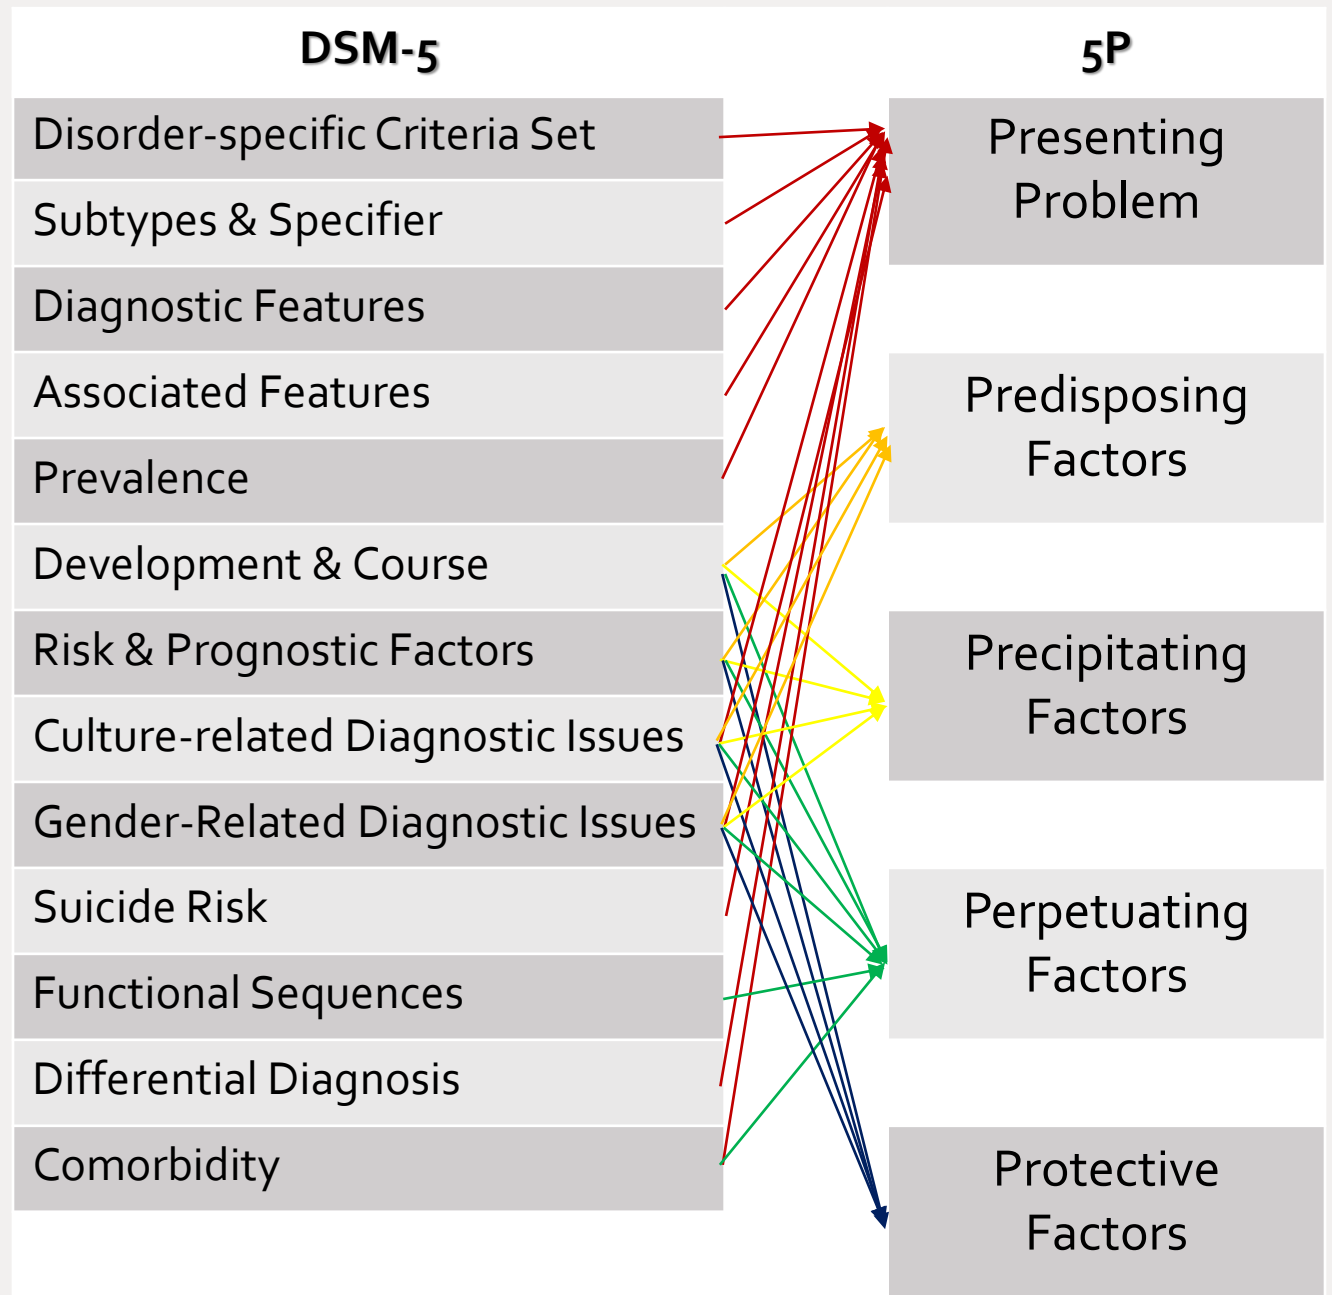 DSM-5
Disorder-specific Criteria Set
Subtypes & Specifier
Diagnostic Features
Associated Features
Prevalence
Development & Course
Risk & Prognostic Factors
Culture-related Diagnostic Issues
Gender-Related Diagnostic Issues
Suicide Risk
Functional Sequences
Differential Diagnosis
Comorbidity
5P
Presenting
Problem
Predisposing
Factors
Precipitating
Factors
Perpetuating
Factors
Protective
Factors